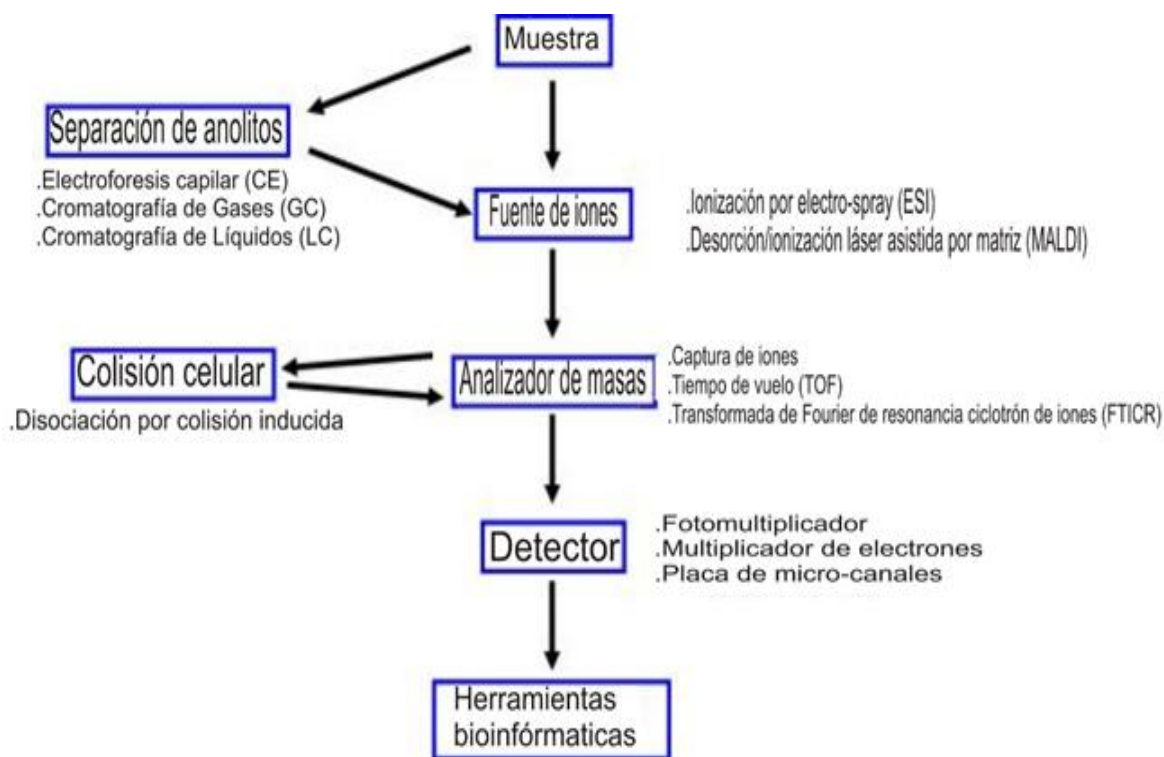 Muestra
Separación de anolitos
.Electroforesis capilar (CE)
.Cromatografía de Gases (GC)
.Cromatografía de Líquidos (LC)
Fuente de iones
.Ionización por electro-spray (ESI)
.Desorción/ionización láser asistida por matriz (MALDI)
Colisión celular
.Disociación por colisión inducida
Analizador de masas
.Captura de iones
.Tiempo de vuelo (TOF)
.Transformada de Fourier de resonancia ciclotrón de iones (FTICR)
Detector
.Fotomultiplicador
.Multiplicador de electrones
.Placa de micro-canales
Herramientas
bioinfórmaticas